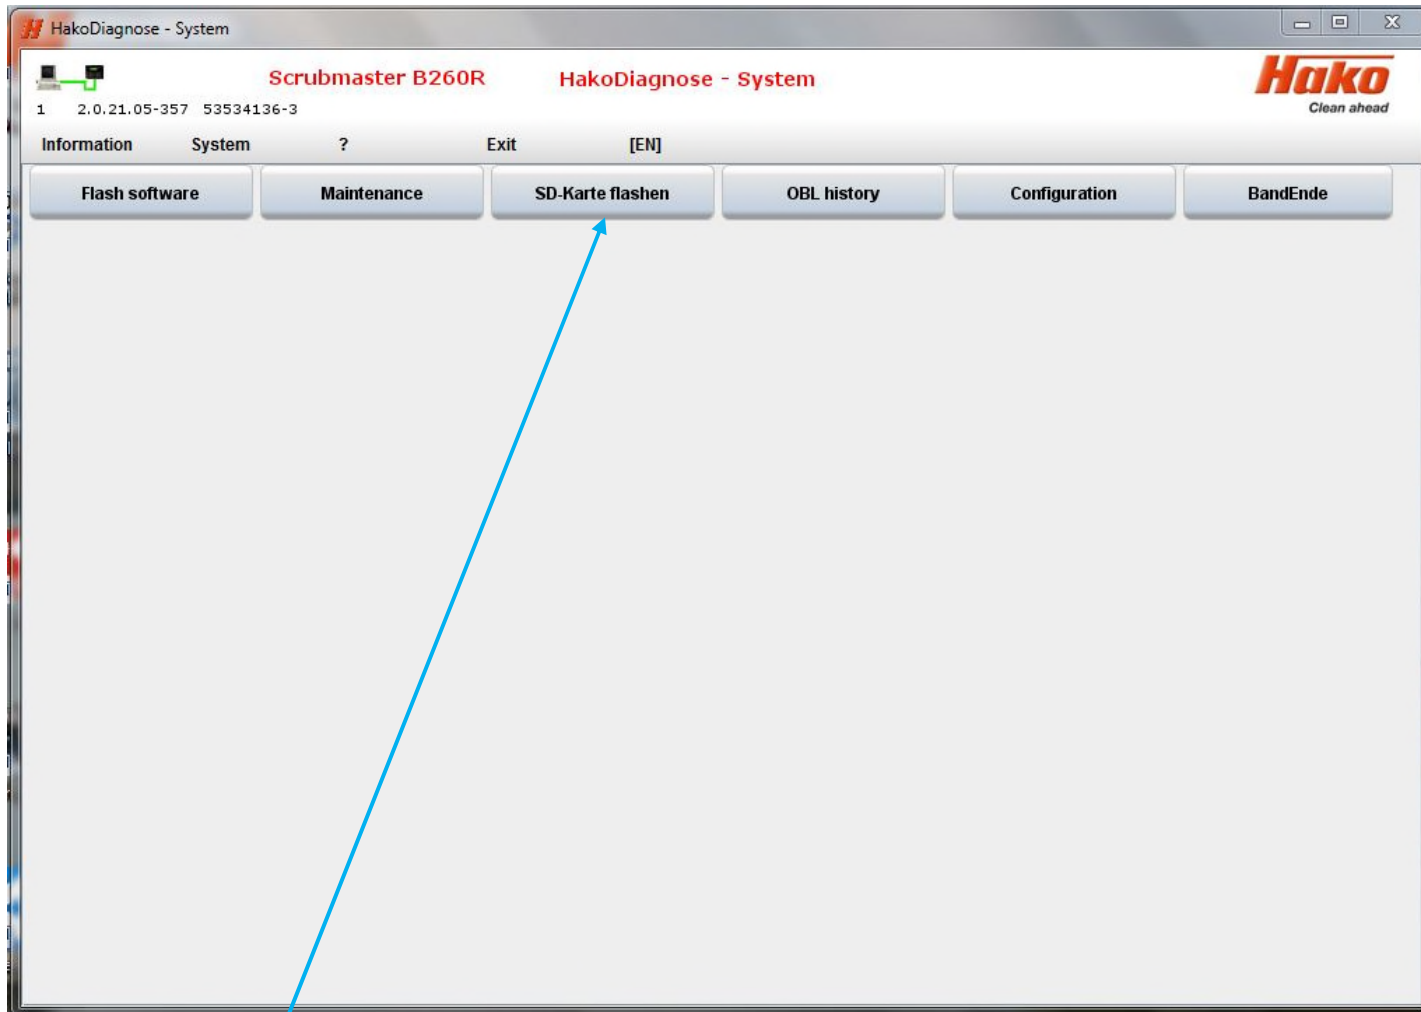 HakoDiagnose - System
Scrubmaster B260R HakoDiagnose - System
Hako
Clean ahead
1 2.0.21.05-357 53534136-3
Information System ? Exit [EN]
Flash software Maintenance SD-Karte flashen OBL history Configuration BandEnde